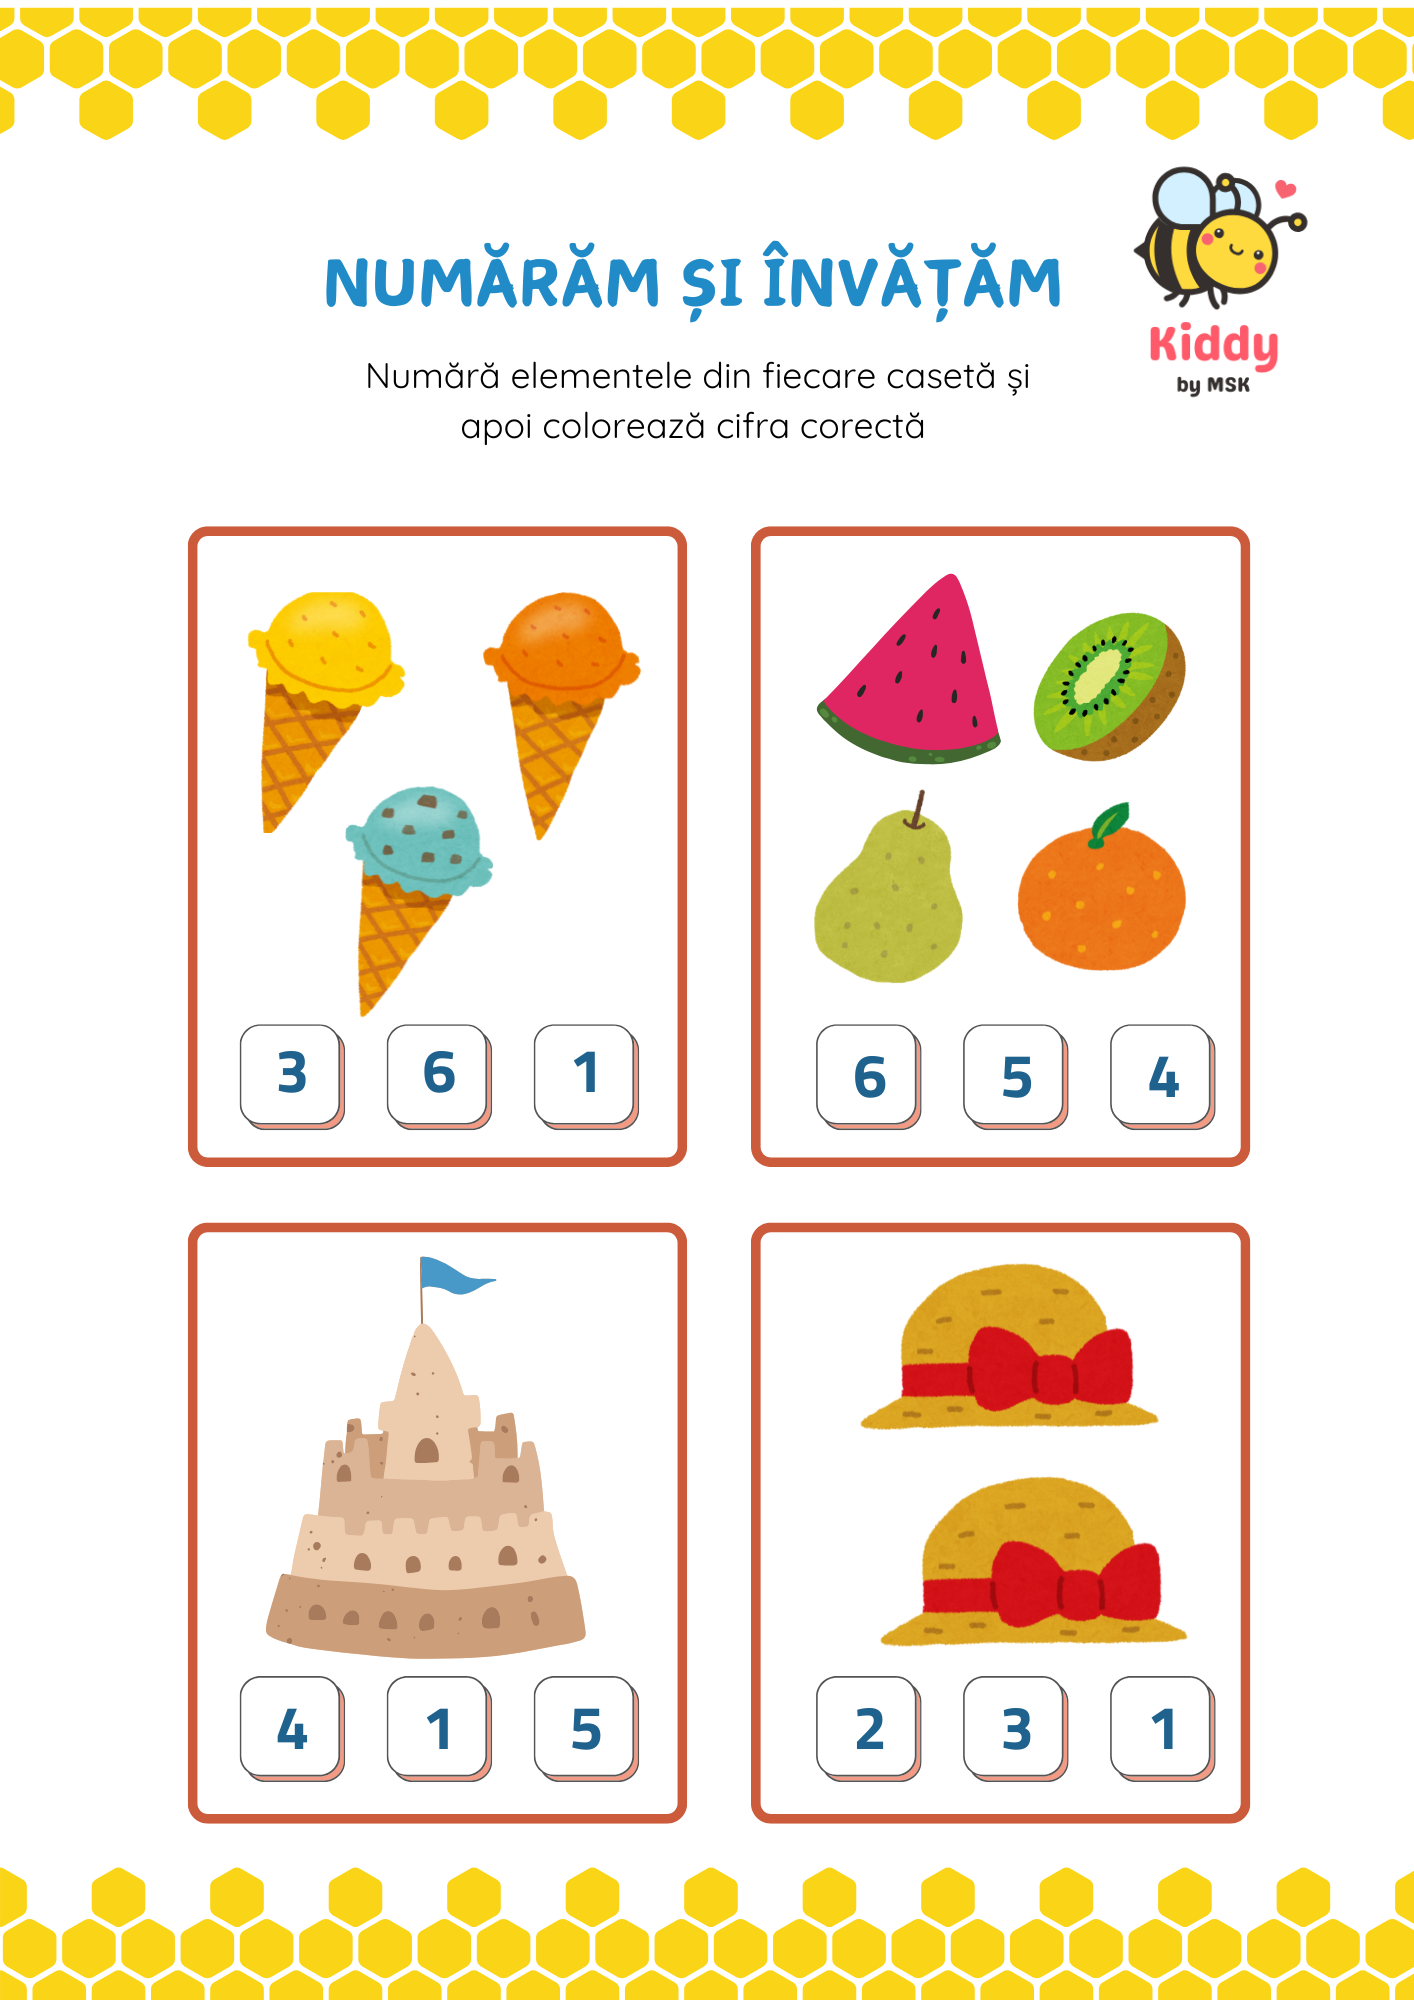 NUMĂRĂM ȘI ÎNVĂȚĂM
Kiddy
by MSK
Numără elementele din fiecare casetă și
apoi colorează cifra corectă
3 6 1
6 5 4
4 1 5
2 3 1